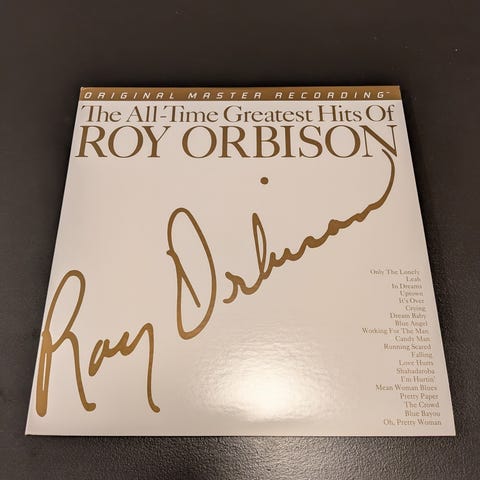 ORIGINAL MASTER RECORDING™
The All-Time Greatest Hits Of
ROY ORBISON
Roy Orbison
Only The Lonely
Leah
In Dreams
Uptown
It's Over
Crying
Dream Baby
Blue Angel
Working For The Man
Candy Man
Running Scared
Falling
Love Hurts
Shahadaroba
I'm Hurtin'
Mean Woman Blues
Pretty Paper
The Crowd
Blue Bayou
Oh, Pretty Woman